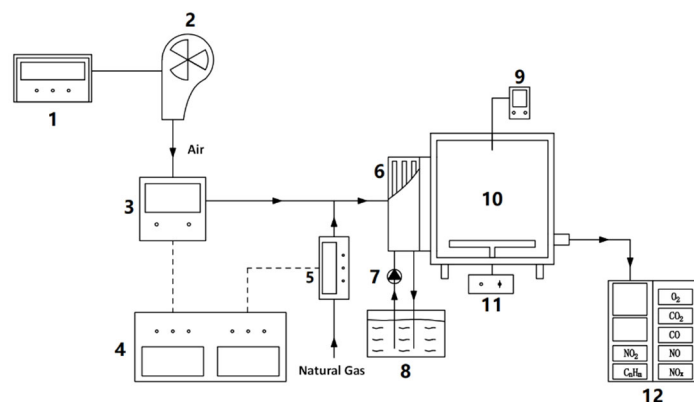 2
9
1
Air
6
3
10
5
7
11
O₂
CO₂
CO
4
NO₂
NO
CₙHₘ
NOₓ
Natural Gas
8
12